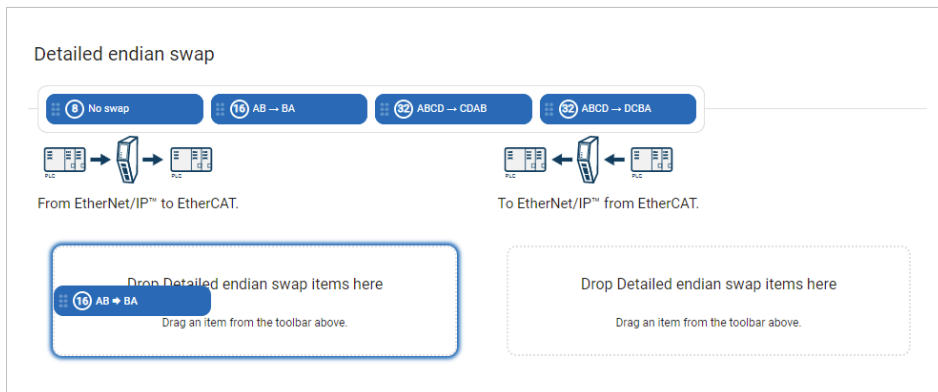 Detailed endian swap
8 No swap
16 AB → BA
32 ABCD → CDAB
32 ABCD → DCBA
PLC
PLC
PLC
PLC
From EtherNet/IP™ to EtherCAT.
To EtherNet/IP™ from EtherCAT.
Drop Detailed endian swap items here
16 AB → BA
Drag an item from the toolbar above.
Drop Detailed endian swap items here
Drag an item from the toolbar above.